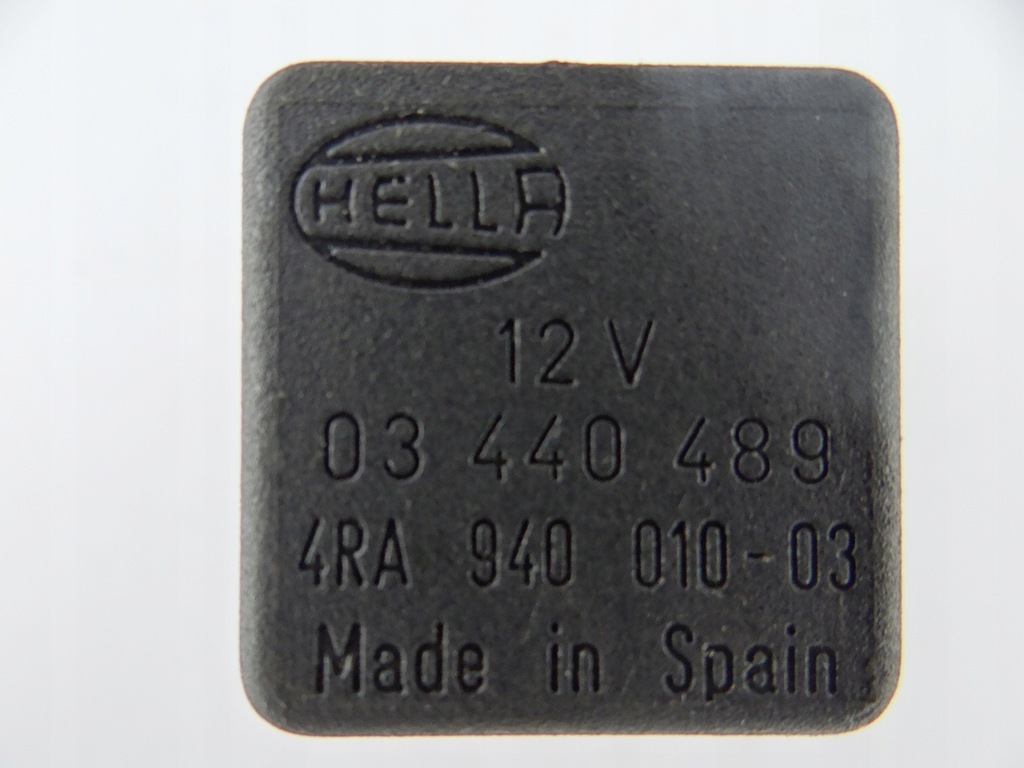 HELLA
12 V
03 440 489
4RA 940 010-03
Made in Spain